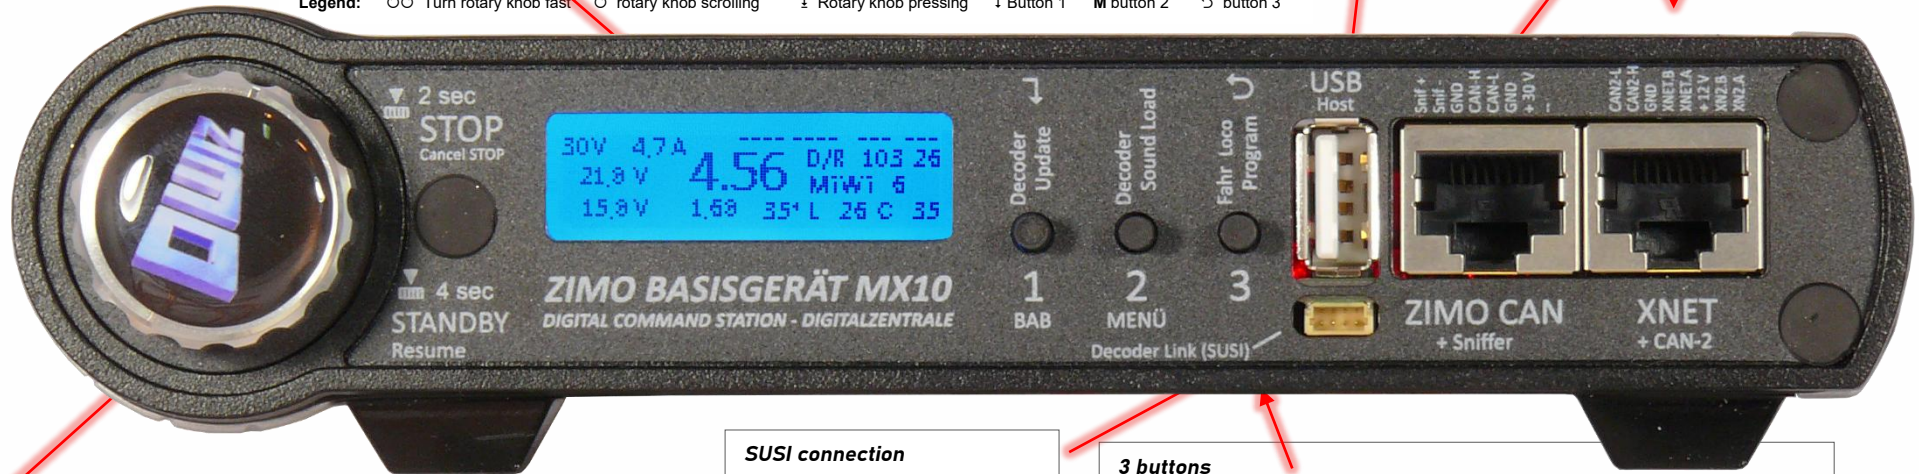 Legend: ○○ Turn rotary knob fast ○ rotary knob scrolling ↨ Rotary knob pressing ↓ Button 1 M button 2 ⮌ button 3
ZIMO
2 sec
STOP
Cancel STOP
4 sec
STANDBY
Resume
30V 4,7A ---- ---- --- ---
21,8 V 4.56 D/R 103 26
MiWi 6
15,8 V 1,68 35* L 26 C 35
ZIMO BASISGERÄT MX10
DIGITAL COMMAND STATION - DIGITALZENTRALE
Decoder
Update
1
BAB
Decoder
Sound Load
2
MENÜ
Fahr Loco
Program
3
Decoder Link (SUSI)
USB
Host
Snif +
Snif -
GND
CAN-H
CAN-L
GND
+ 30 V
ZIMO CAN
+ Sniffer
CAN2-L
CAN2-H
GND
XNET.B
XNET.A
+ 12 V
XN2.B
XN2.A
XNET
+ CAN-2
SUSI connection
3 buttons